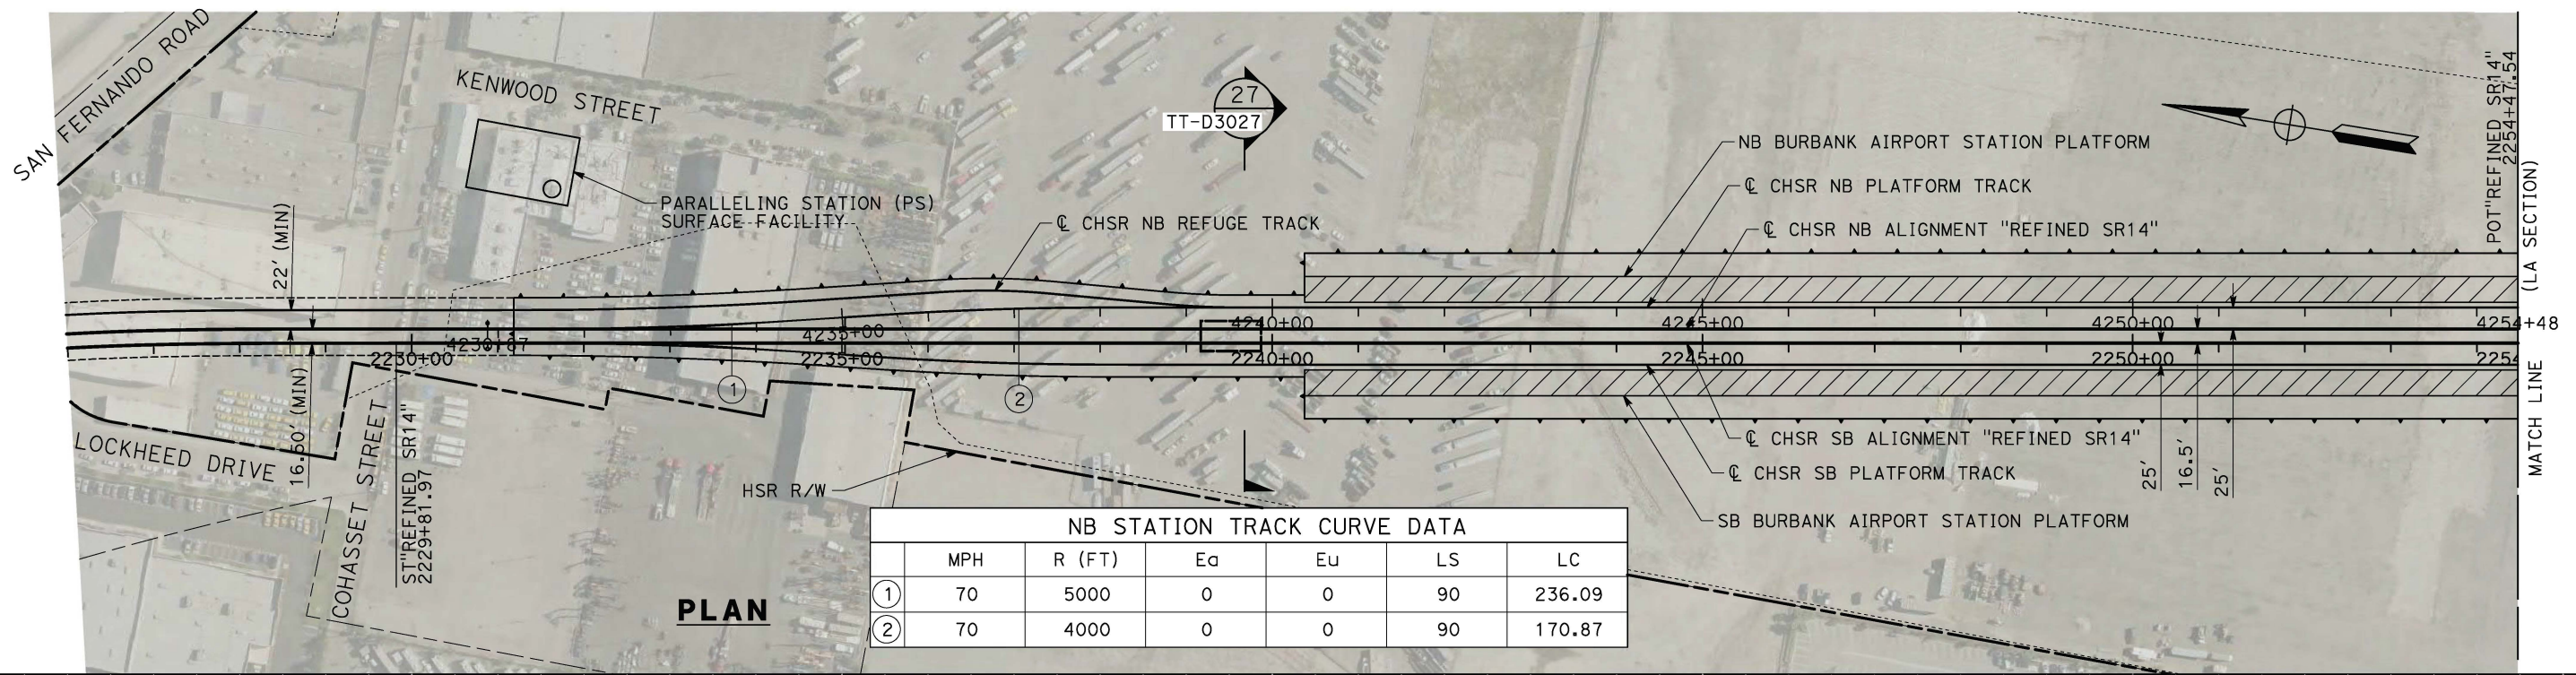 SAN FERNANDO ROAD
KENWOOD STREET
27
TT-D3027
PARALLELING STATION (PS)
SURFACE FACILITY
22' (MIN)
℄ CHSR NB REFUGE TRACK
NB BURBANK AIRPORT STATION PLATFORM
℄ CHSR NB PLATFORM TRACK
℄ CHSR NB ALIGNMENT "REFINED SR14"
POT"REFINED SR14"
2254+47.54
(LA SECTION)
MATCH LINE
4230+87
4235+00
4240+00
4245+00
4250+00
4254+48
2230+00
2235+00
2240+00
2245+00
2250+00
2254
1
2
16.50' (MIN)
LOCKHEED DRIVE
COHASSET STREET
ST"REFINED SR14"
2229+81.97
HSR R/W
℄ CHSR SB ALIGNMENT "REFINED SR14"
℄ CHSR SB PLATFORM TRACK
SB BURBANK AIRPORT STATION PLATFORM
25'
16.5'
25'
PLAN
NB STATION TRACK CURVE DATA
MPH R (FT) Ea Eu LS LC
1 70 5000 0 0 90 236.09
2 70 4000 0 0 90 170.87